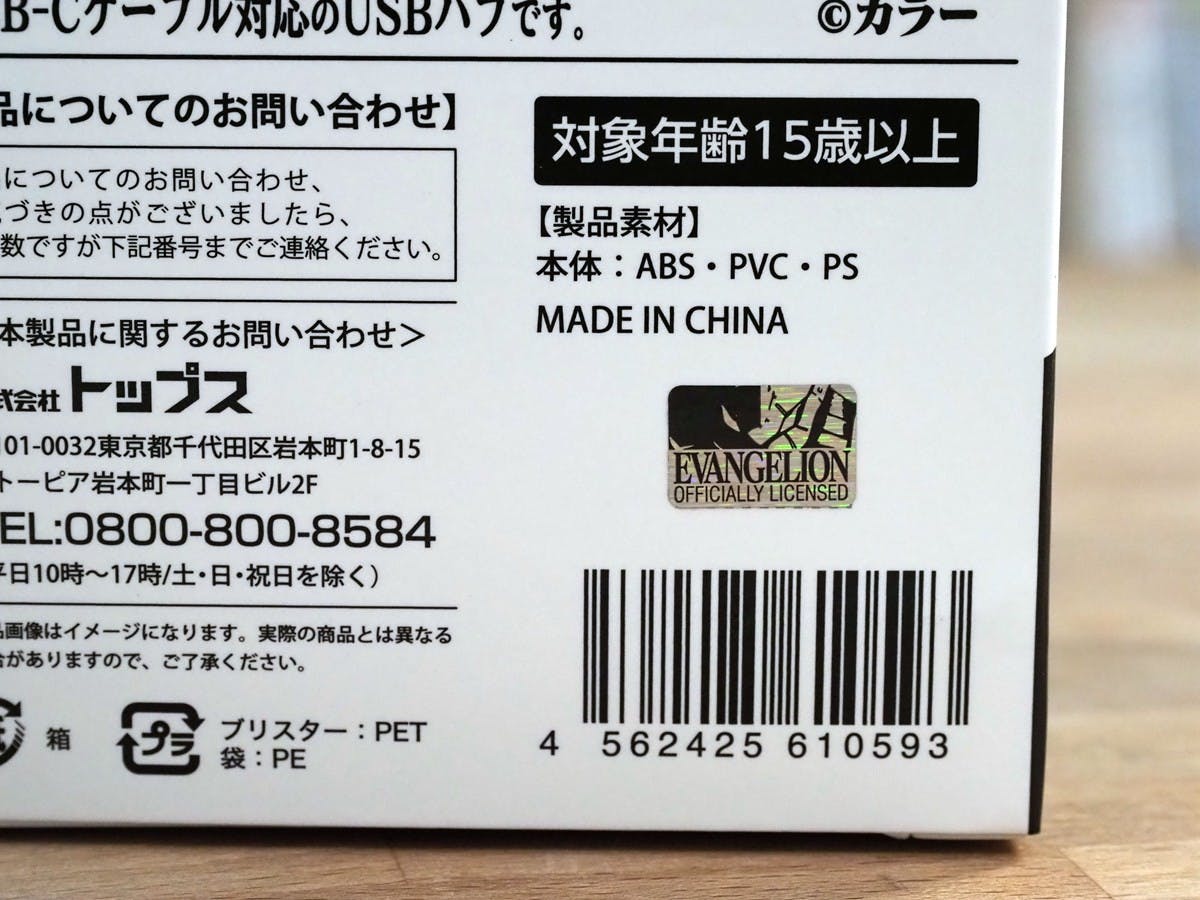 B-Cケーブル対応のUSBハブです。
©カラー
品についてのお問い合わせ】
についてのお問い合わせ、
づきの点がございましたら、
数ですが下記番号までご連絡ください。
本製品に関するお問い合わせ＞
式会社トップス
101-0032東京都千代田区岩本町1-8-15
トーピア岩本町一丁目ビル2F
EL:0800-800-8584
平日10時〜17時/土・日・祝日を除く）
品画像はイメージになります。実際の商品とは異なる
合がありますので、ご了承ください。
箱
プラ
ブリスター：PET
袋：PE
対象年齢15歳以上
【製品素材】
本体：ABS・PVC・PS
MADE IN CHINA
EVANGELION
OFFICIALLY LICENSED
4 562425 610593